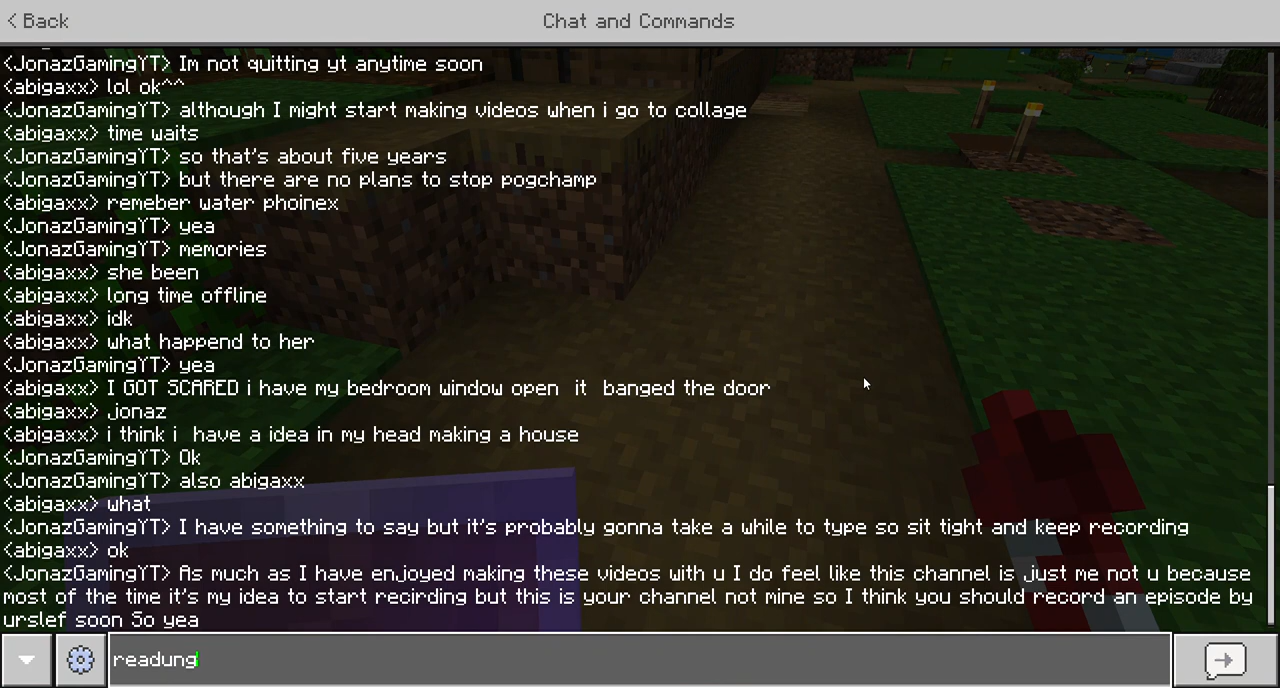 < Back
Chat and Commands
<JonazGamingYT> Im not quitting yt anytime soon
<abigaxx> lol ok^^
<JonazGamingYT> although I might start making videos when i go to collage
<abigaxx> time waits
<JonazGamingYT> so that's about five years
<JonazGamingYT> but there are no plans to stop pogchamp
<abigaxx> remeber water phoinex
<JonazGamingYT> yea
<JonazGamingYT> memories
<abigaxx> she been
<abigaxx> long time offline
<abigaxx> idk
<abigaxx> what happend to her
<JonazGamingYT> yea
<abigaxx> I GOT SCARED i have my bedroom window open  it  banged the door
<abigaxx> jonaz
<abigaxx> i think i  have a idea in my head making a house
<JonazGamingYT> Ok
<JonazGamingYT> also abigaxx
<abigaxx> what
<JonazGamingYT> I have something to say but it's probably gonna take a while to type so sit tight and keep recording
<abigaxx> ok
<JonazGamingYT> As much as I have enjoyed making these videos with u I do feel like this channel is just me not u because
most of the time it's my idea to start recirding but this is your channel not mine so I think you should record an episode by
urslef soon So yea
readung